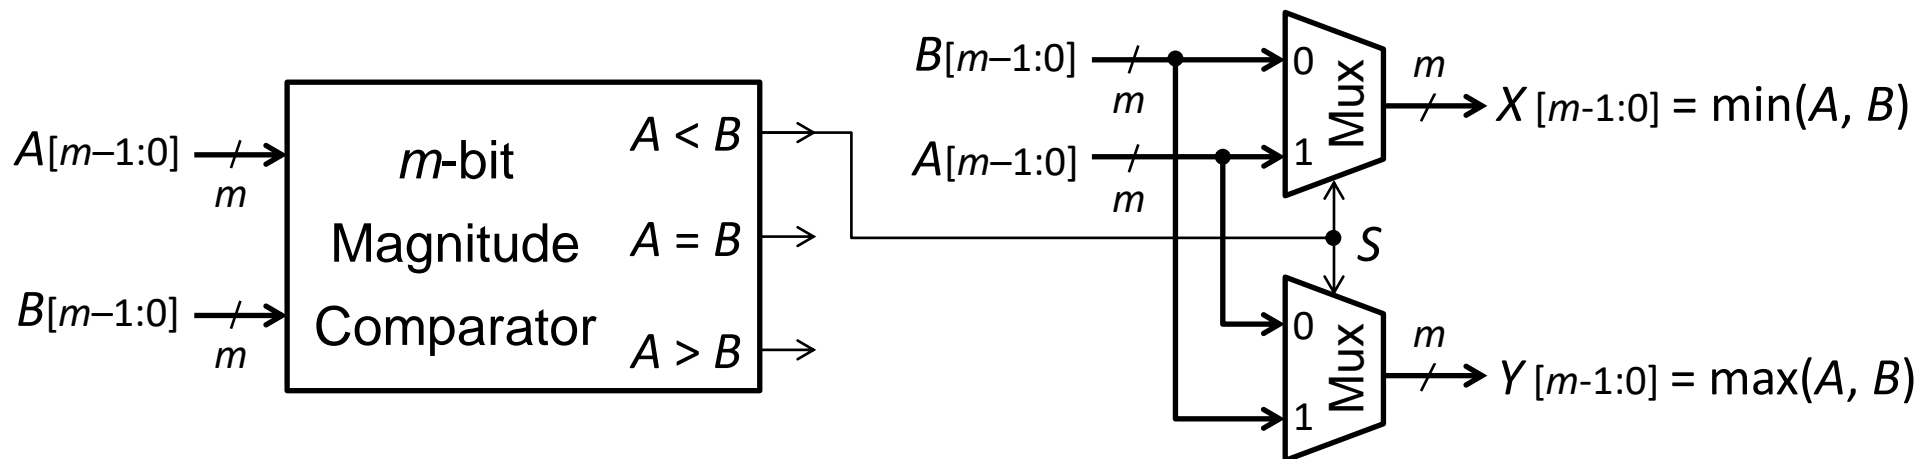 A[m–1:0]
m
B[m–1:0]
m
m-bit
Magnitude
Comparator
A < B
A = B
A > B
B[m–1:0]
m
A[m–1:0]
m
0
1
Mux
m
X [m-1:0] = min(A, B)
S
0
1
Mux
m
Y [m-1:0] = max(A, B)